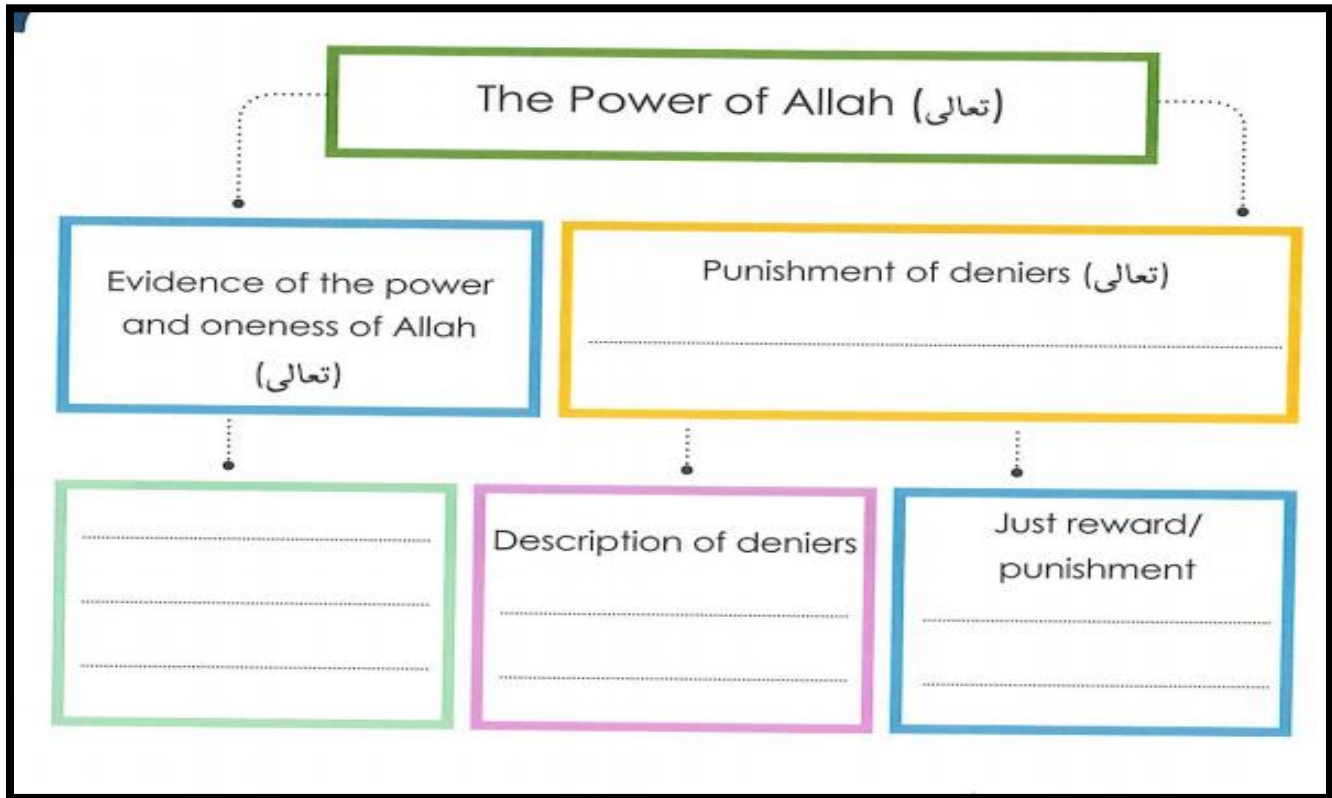 The Power of Allah (تعالى)
Evidence of the power
and oneness of Allah
(تعالى)
Punishment of deniers (تعالى)
Description of deniers
Just reward/
punishment